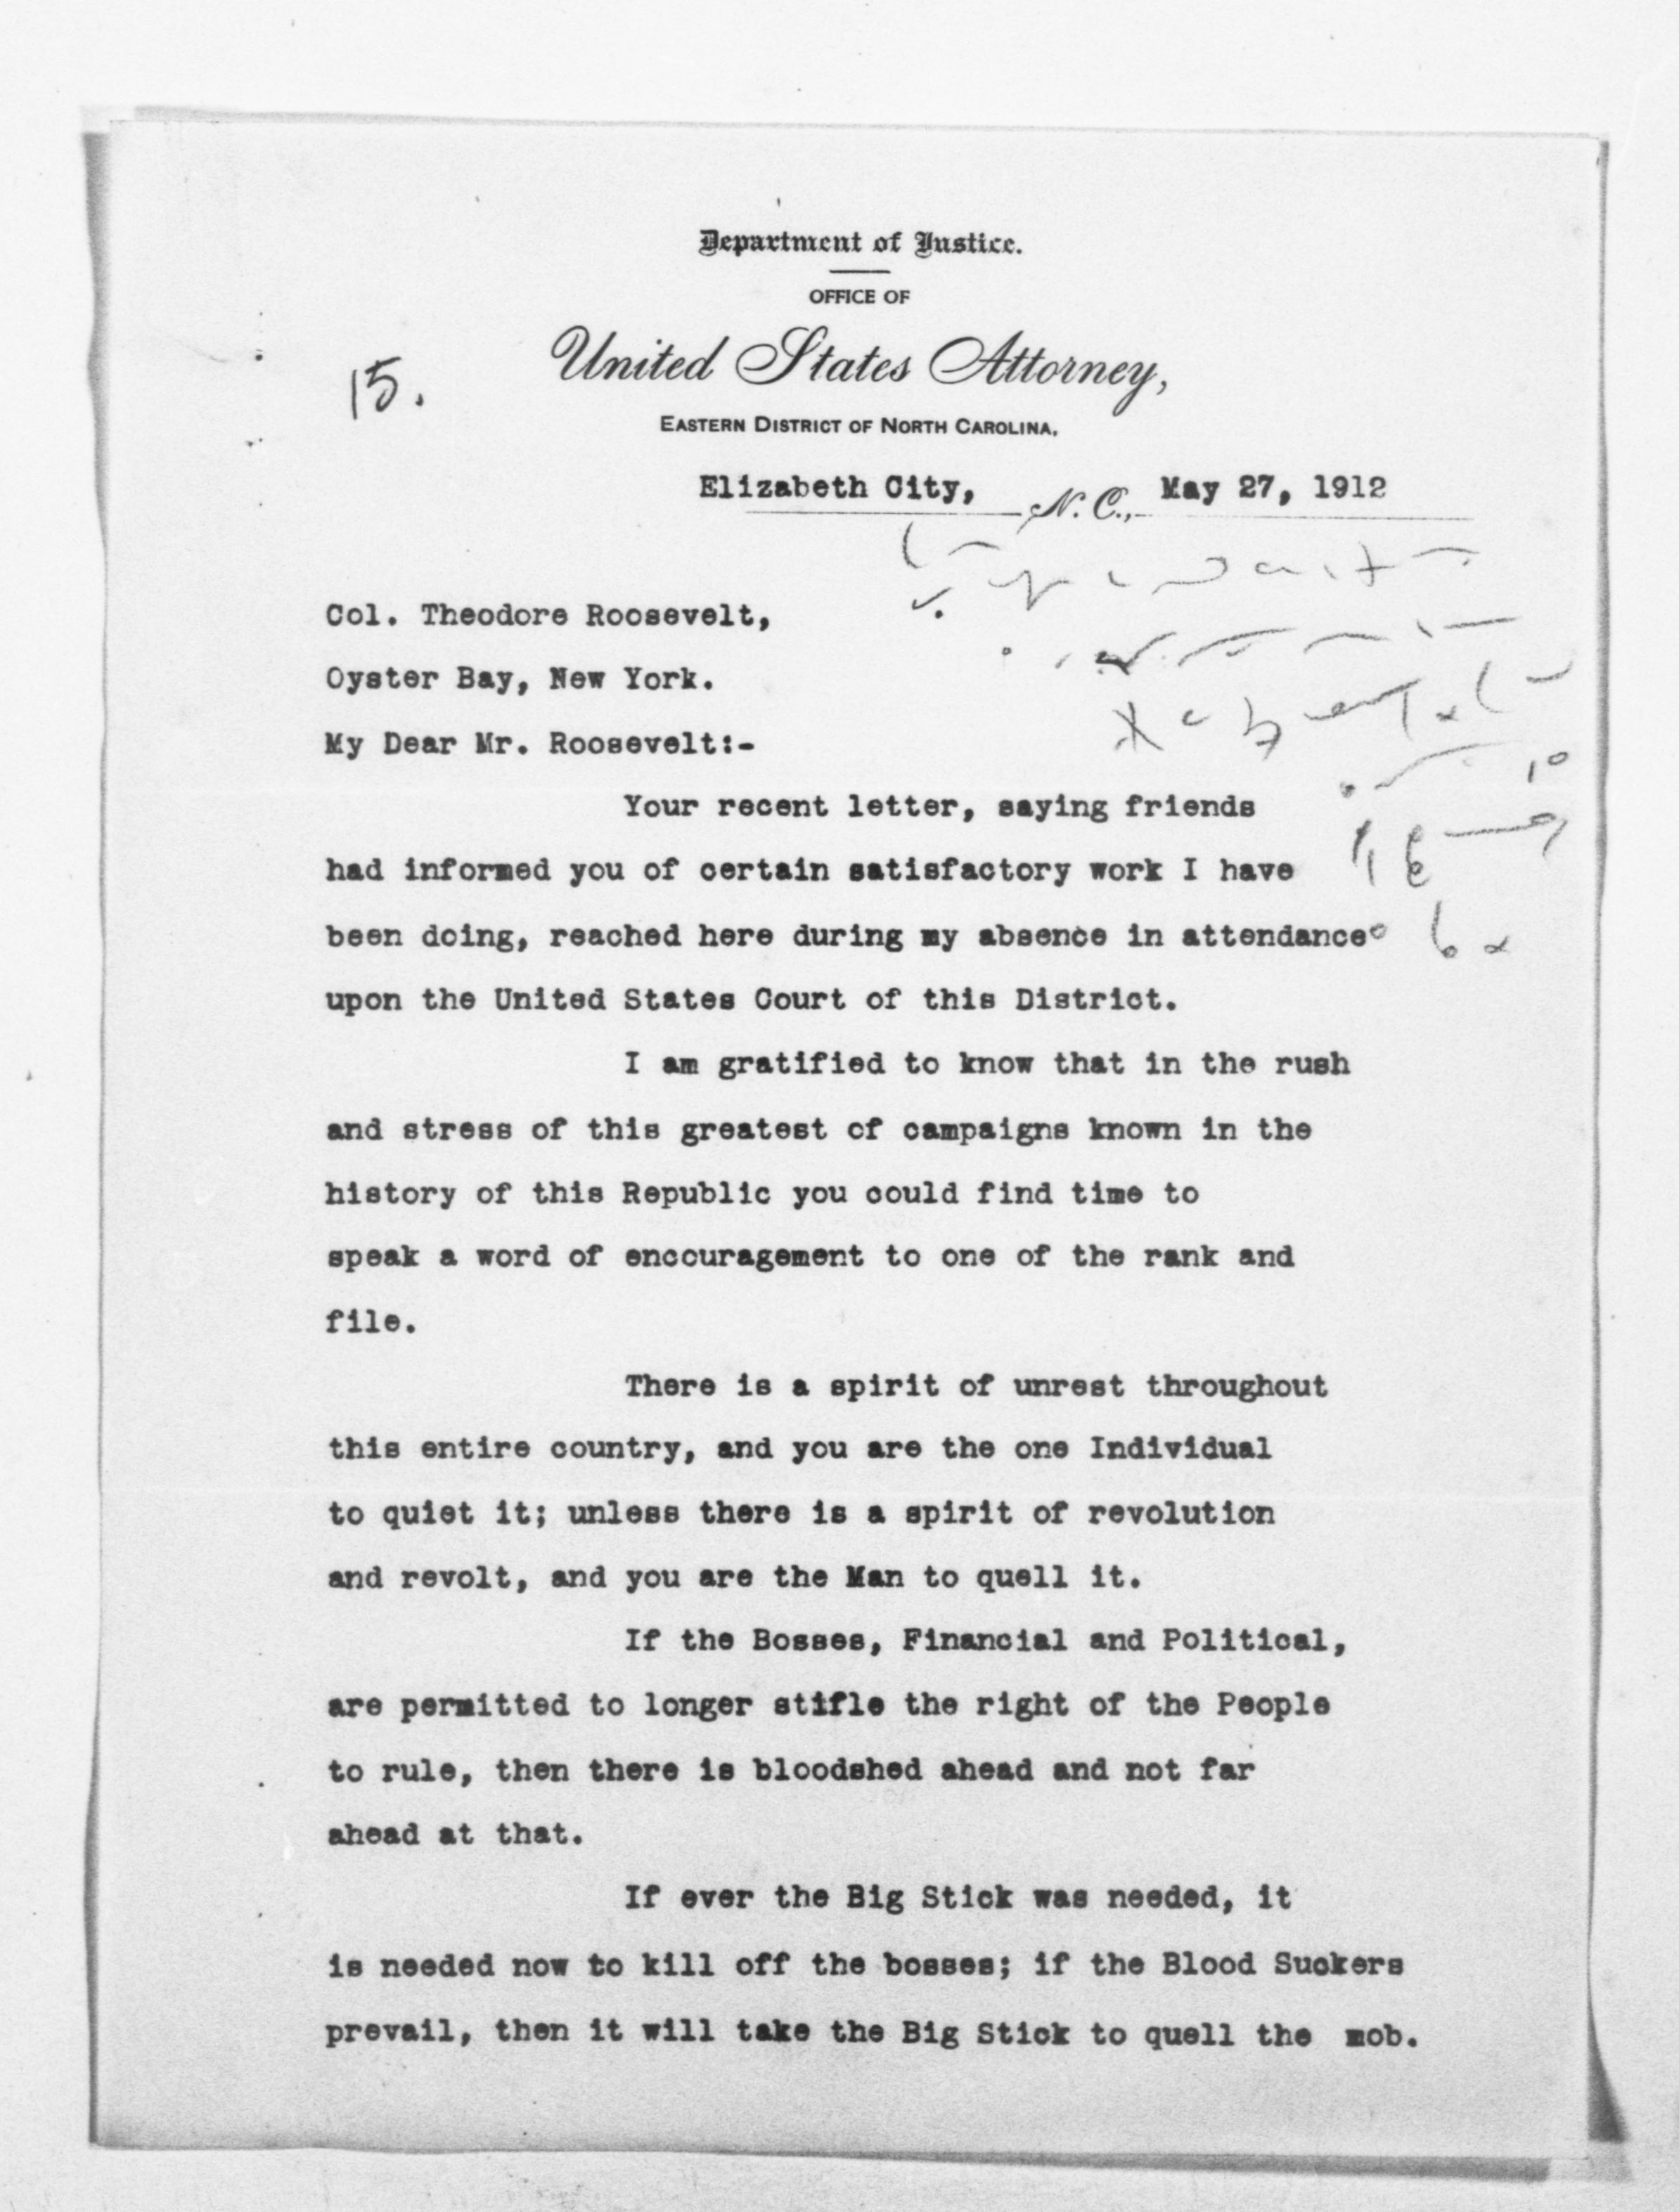 Department of Justice.
OFFICE OF
United States Attorney,
EASTERN DISTRICT OF NORTH CAROLINA.
15.
Elizabeth City, N. C., May 27, 1912
Col. Theodore Roosevelt,
Oyster Bay, New York.
My Dear Mr. Roosevelt:-
Your recent letter, saying friends
had informed you of certain satisfactory work I have
been doing, reached here during my absence in attendance
upon the United States Court of this District.
I am gratified to know that in the rush
and stress of this greatest of campaigns known in the
history of this Republic you could find time to
speak a word of encouragement to one of the rank and
file.
There is a spirit of unrest throughout
this entire country, and you are the one Individual
to quiet it; unless there is a spirit of revolution
and revolt, and you are the Man to quell it.
If the Bosses, Financial and Political,
are permitted to longer stifle the right of the People
to rule, then there is bloodshed ahead and not far
ahead at that.
If ever the Big Stick was needed, it
is needed now to kill off the bosses; if the Blood Suckers
prevail, then it will take the Big Stick to quell the mob.